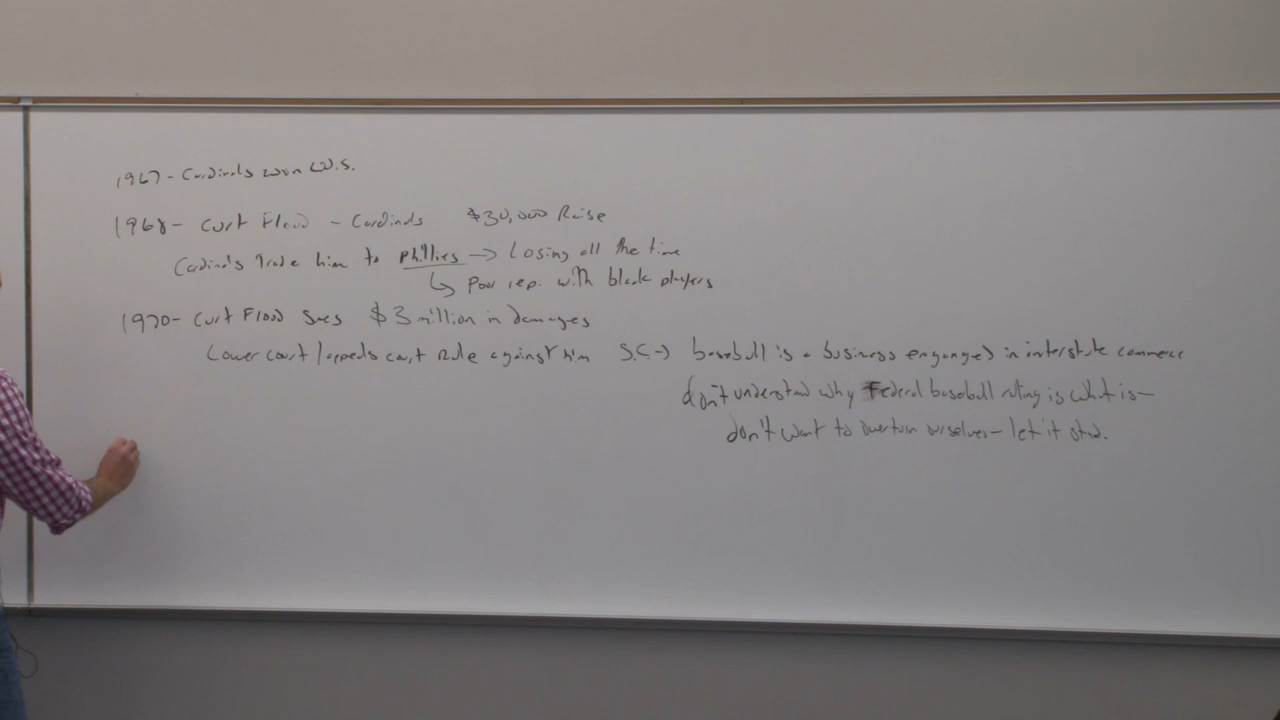 1967 - Cardinals won W.S.
1968 - Curt Flood - Cardinals $30,000 Raise
Cardinals Trade him to Phillies → Losing all the time
↳ Poor rep. with black players
1970 - Curt Flood Sues $3 million in Damages
Lower court / appeals court Rule against him S.C → baseball is a business enganged in interstate commerce
don't understand why Federal baseball ruling is what is -
don't want to overturn ourselves - let it stand.